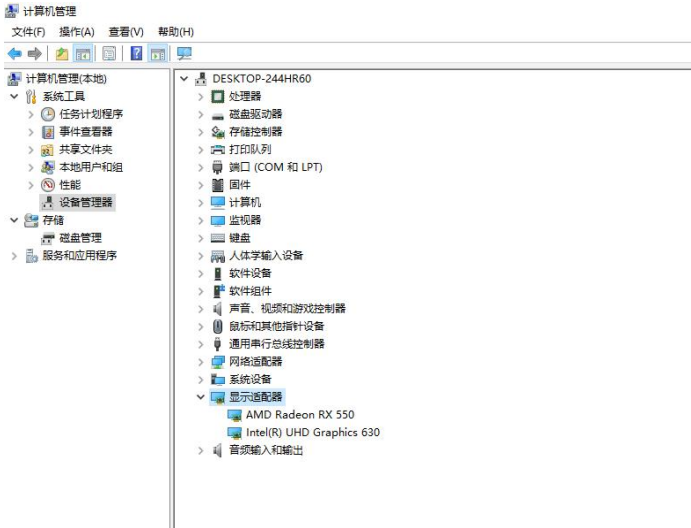 计算机管理
文件(F) 操作(A) 查看(V) 帮助(H)
计算机管理(本地)
系统工具
任务计划程序
事件查看器
共享文件夹
本地用户和组
性能
设备管理器
存储
磁盘管理
服务和应用程序
DESKTOP-244HR60
处理器
磁盘驱动器
存储控制器
打印队列
端口 (COM 和 LPT)
固件
计算机
监视器
键盘
人体学输入设备
软件设备
软件组件
声音、视频和游戏控制器
鼠标和其他指针设备
通用串行总线控制器
网络适配器
系统设备
显示适配器
AMD Radeon RX 550
Intel(R) UHD Graphics 630
音频输入和输出